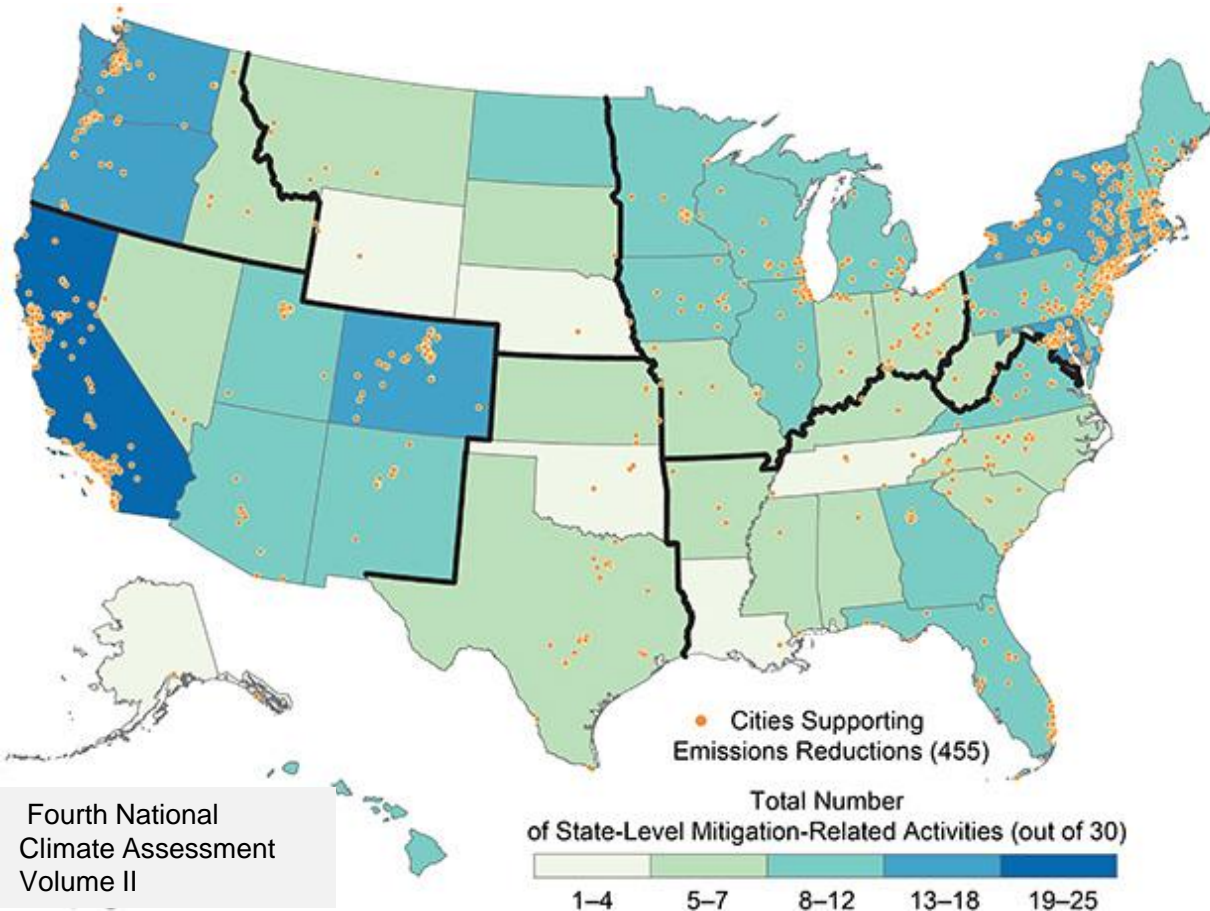 Cities Supporting
Emissions Reductions (455)
Total Number
of State-Level Mitigation-Related Activities (out of 30)
1–4 5–7 8–12 13–18 19–25
Fourth National
Climate Assessment
Volume II